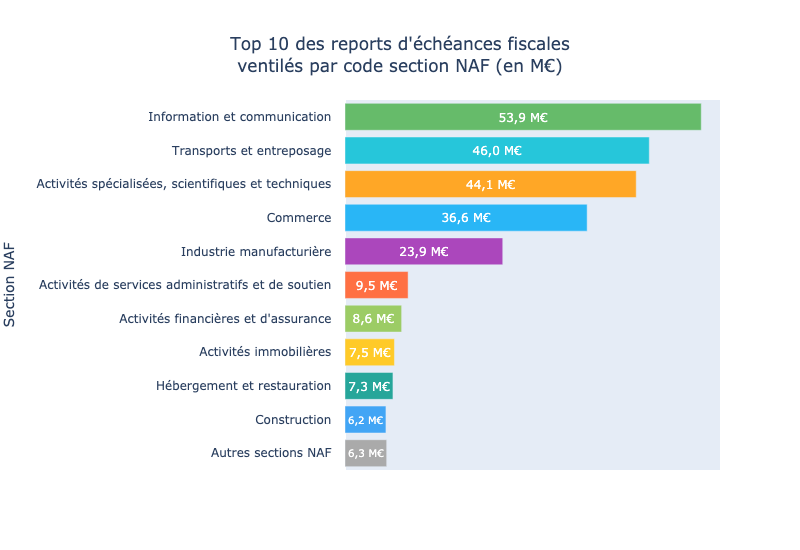 Top 10 des reports d'échéances fiscales
ventilés par code section NAF (en M€)
Section NAF
Information et communication 53,9 M€
Transports et entreposage 46,0 M€
Activités spécialisées, scientifiques et techniques 44,1 M€
Commerce 36,6 M€
Industrie manufacturière 23,9 M€
Activités de services administratifs et de soutien 9,5 M€
Activités financières et d'assurance 8,6 M€
Activités immobilières 7,5 M€
Hébergement et restauration 7,3 M€
Construction 6,2 M€
Autres sections NAF 6,3 M€